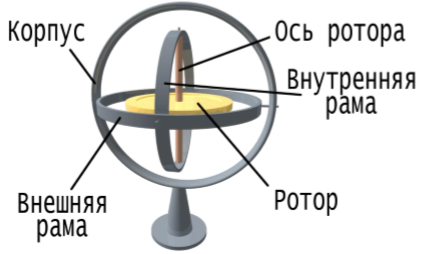 Корпус
Ось ротора
Внутренняя
рама
Внешняя
рама
Ротор